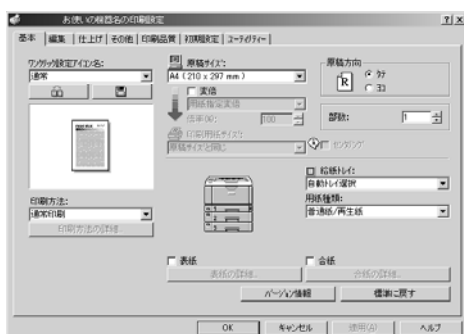 お使いの機器名の印刷設定
基本 編集 仕上げ その他 印刷品質 初期設定 ユーティリティー
ワンクリック設定アイコン名:
通常
原稿サイズ:
A4 (210 x 297 mm)
変倍
用紙指定変倍
倍率(%): 100
印刷用紙サイズ:
原稿サイズと同じ
原稿方向
R
タテ
ヨコ
部数: 1
給紙トレイ:
自動トレイ選択
用紙種類:
普通紙/再生紙
印刷方法:
通常印刷
印刷方法の詳細...
表紙
表紙の詳細...
合紙
合紙の詳細...
バージョン情報
標準に戻す
OK
キャンセル
適用(A)
ヘルプ